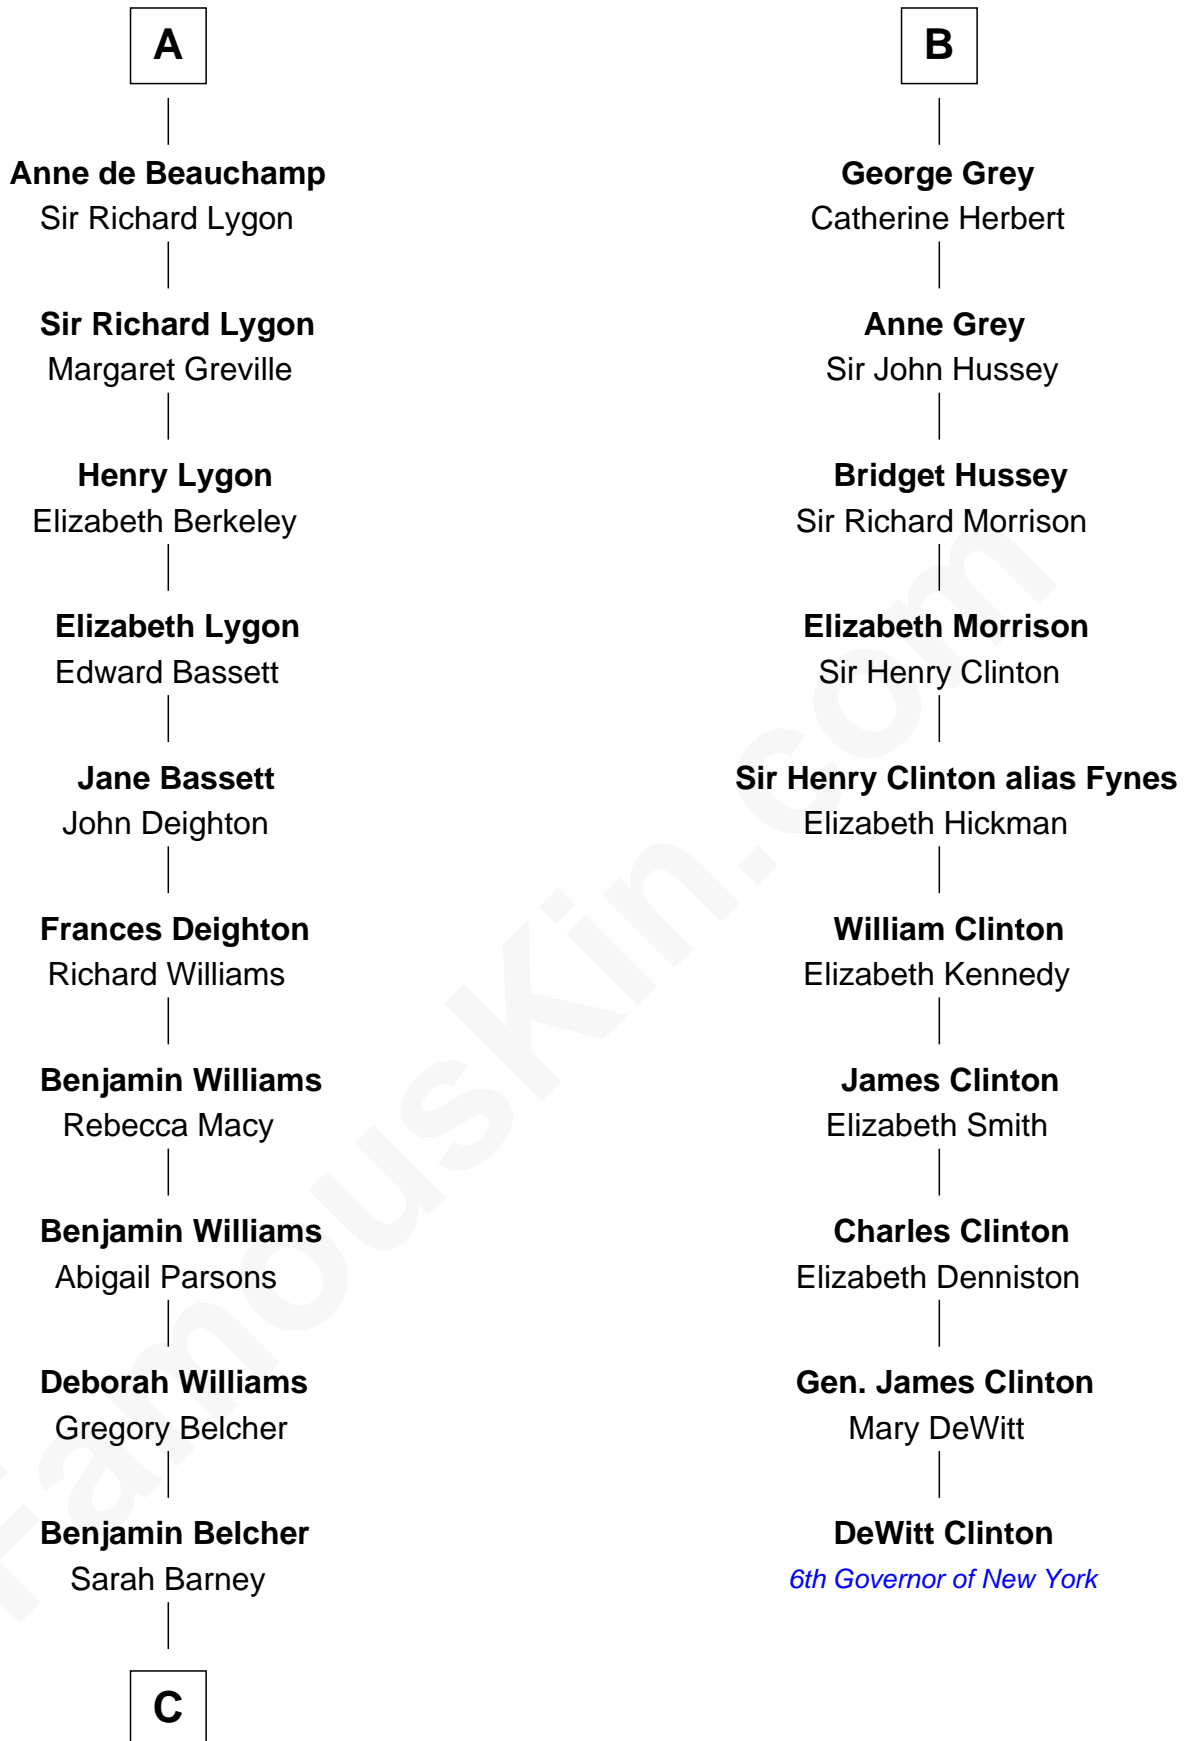 A
Anne de Beauchamp
Sir Richard Lygon
Sir Richard Lygon
Margaret Greville
Henry Lygon
Elizabeth Berkeley
Elizabeth Lygon
Edward Bassett
Jane Bassett
John Deighton
Frances Deighton
Richard Williams
Benjamin Williams
Rebecca Macy
Benjamin Williams
Abigail Parsons
Deborah Williams
Gregory Belcher
Benjamin Belcher
Sarah Barney
C
B
George Grey
Catherine Herbert
Anne Grey
Sir John Hussey
Bridget Hussey
Sir Richard Morrison
Elizabeth Morrison
Sir Henry Clinton
Sir Henry Clinton alias Fynes
Elizabeth Hickman
William Clinton
Elizabeth Kennedy
James Clinton
Elizabeth Smith
Charles Clinton
Elizabeth Denniston
Gen. James Clinton
Mary DeWitt
DeWitt Clinton
6th Governor of New York
FamousKin.com